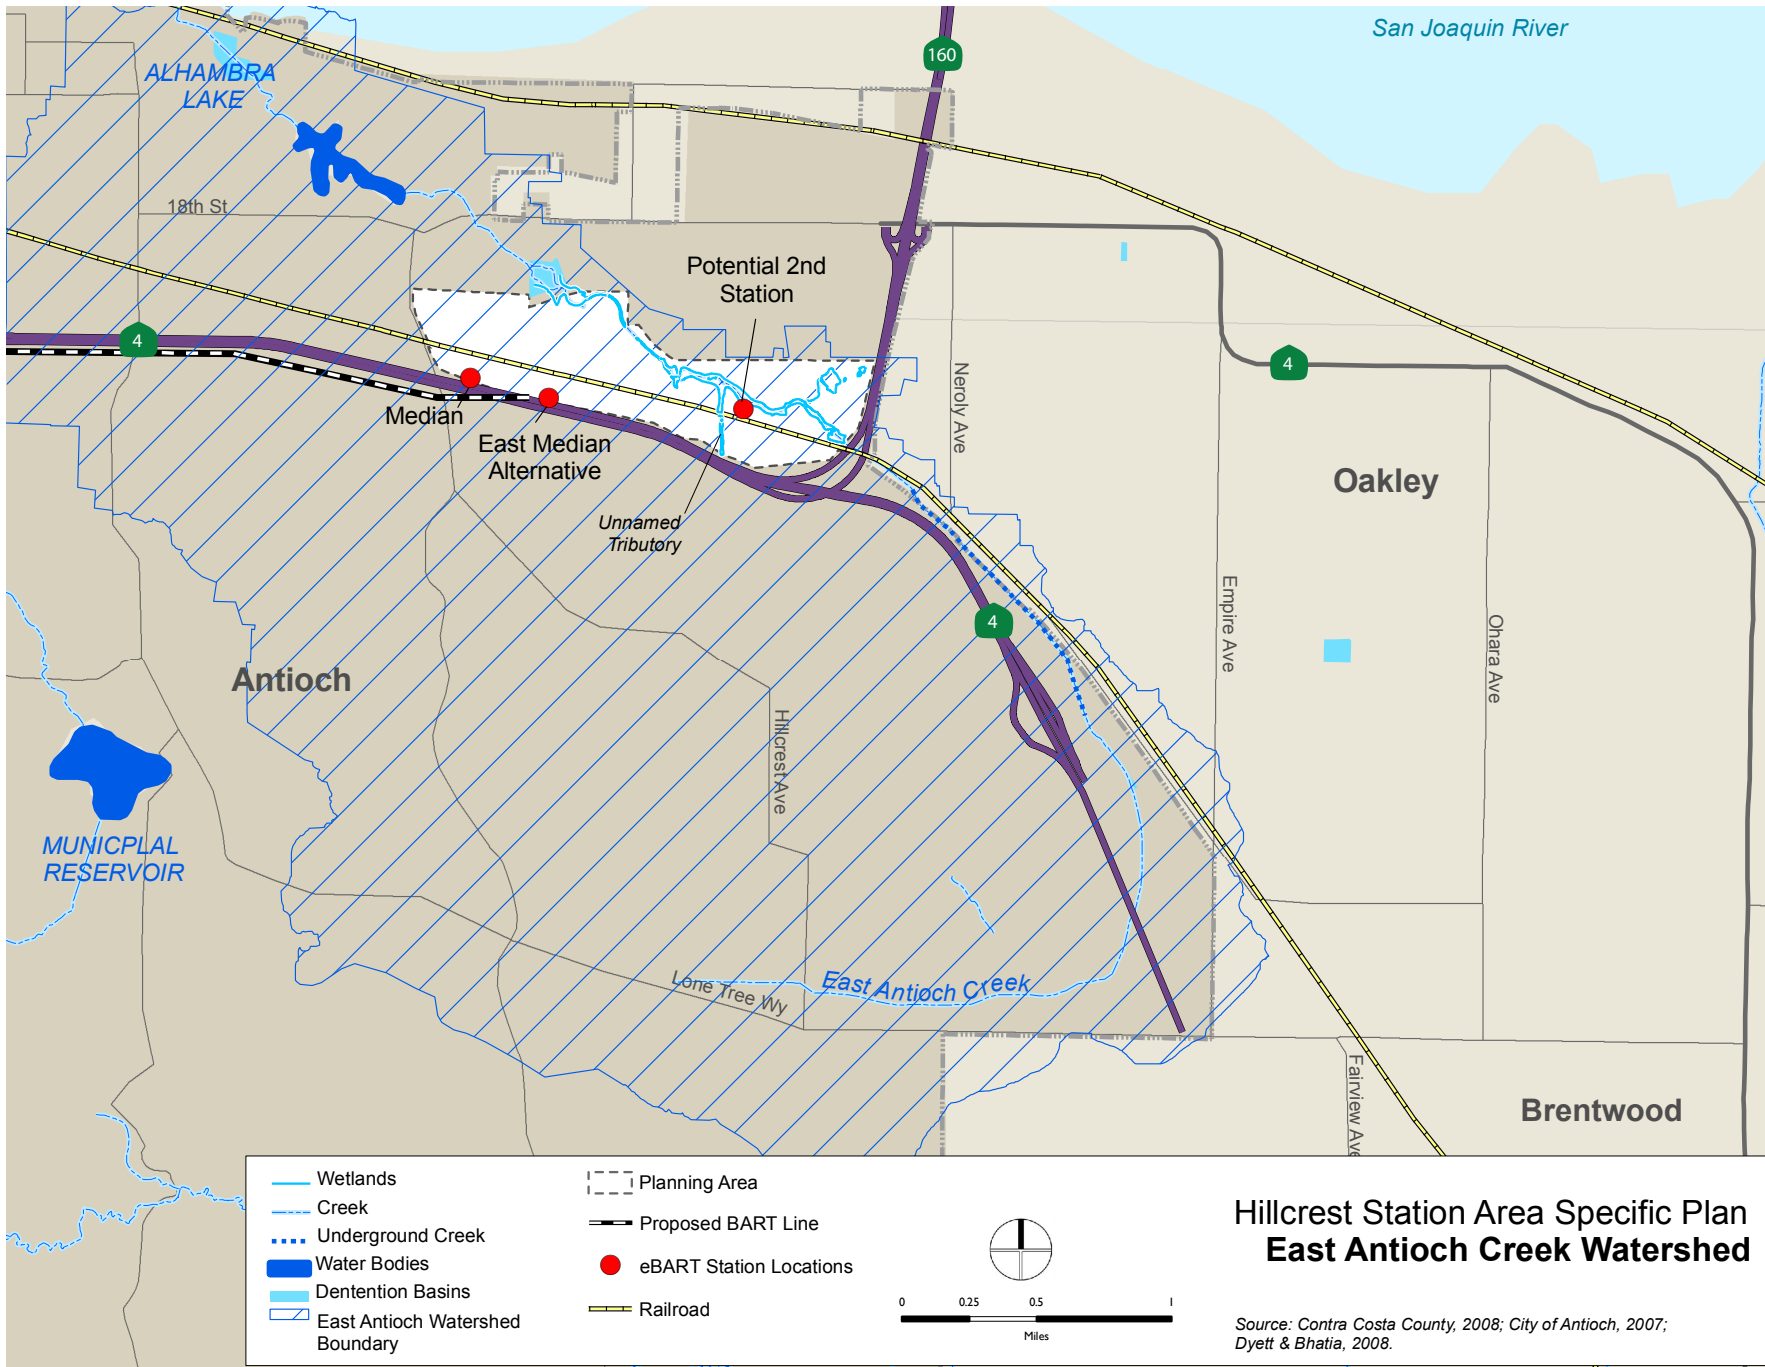 San Joaquin River
160
ALHAMBRA
LAKE
18th St
Potential 2nd
Station
4
4
Median
East Median
Alternative
Neroly Ave
Oakley
Unnamed
Tributory
Empire Ave
Ohara Ave
4
Antioch
Hillcrest Ave
MUNICPLAL
RESERVOIR
Lone Tree Wy
East Antioch Creek
Fairview Ave
Brentwood
Wetlands
Creek
Underground Creek
Water Bodies
Dentention Basins
East Antioch Watershed
Boundary
Planning Area
Proposed BART Line
eBART Station Locations
Railroad
0 0.25 0.5 1
Miles
Hillcrest Station Area Specific Plan
East Antioch Creek Watershed
Source: Contra Costa County, 2008; City of Antioch, 2007;
Dyett & Bhatia, 2008.